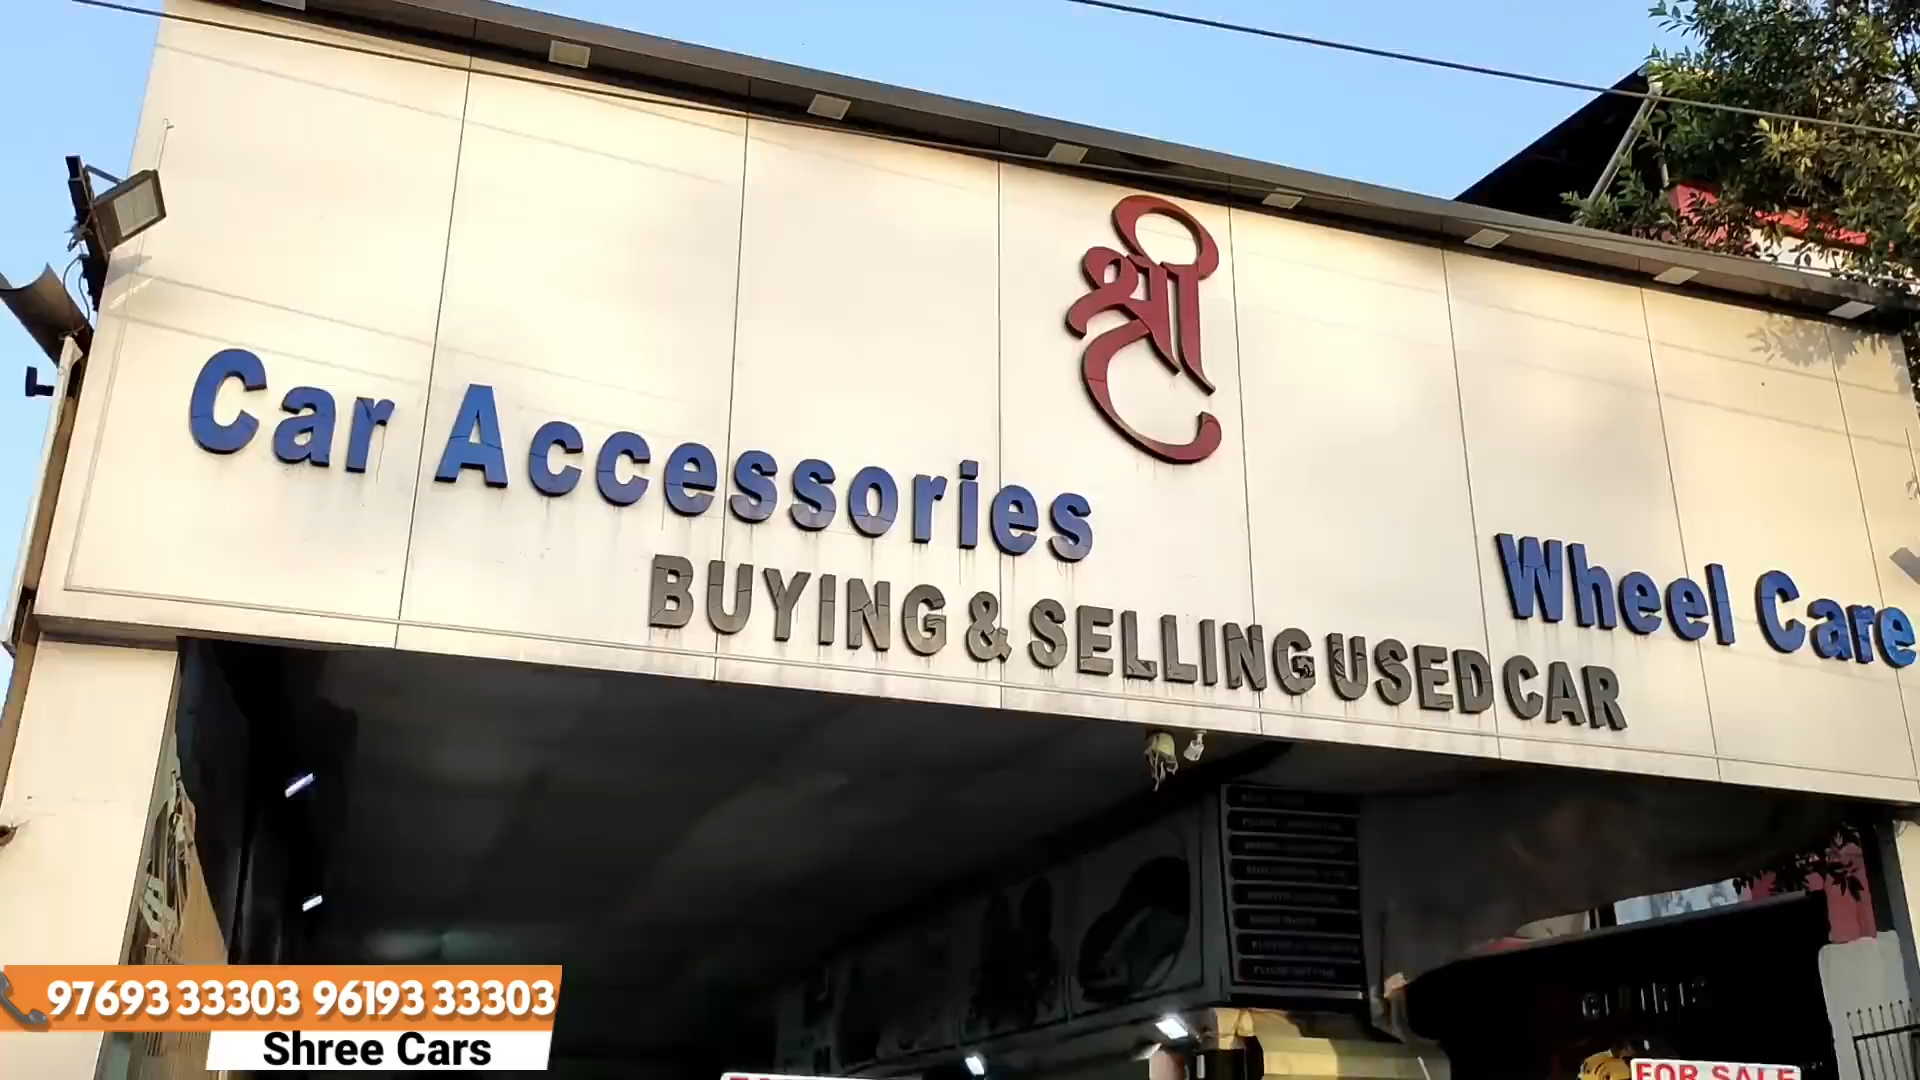 श्री
Car Accessories
Wheel Care
BUYING & SELLING USED CAR
97693 33303 96193 33303
Shree Cars
FOR SALE